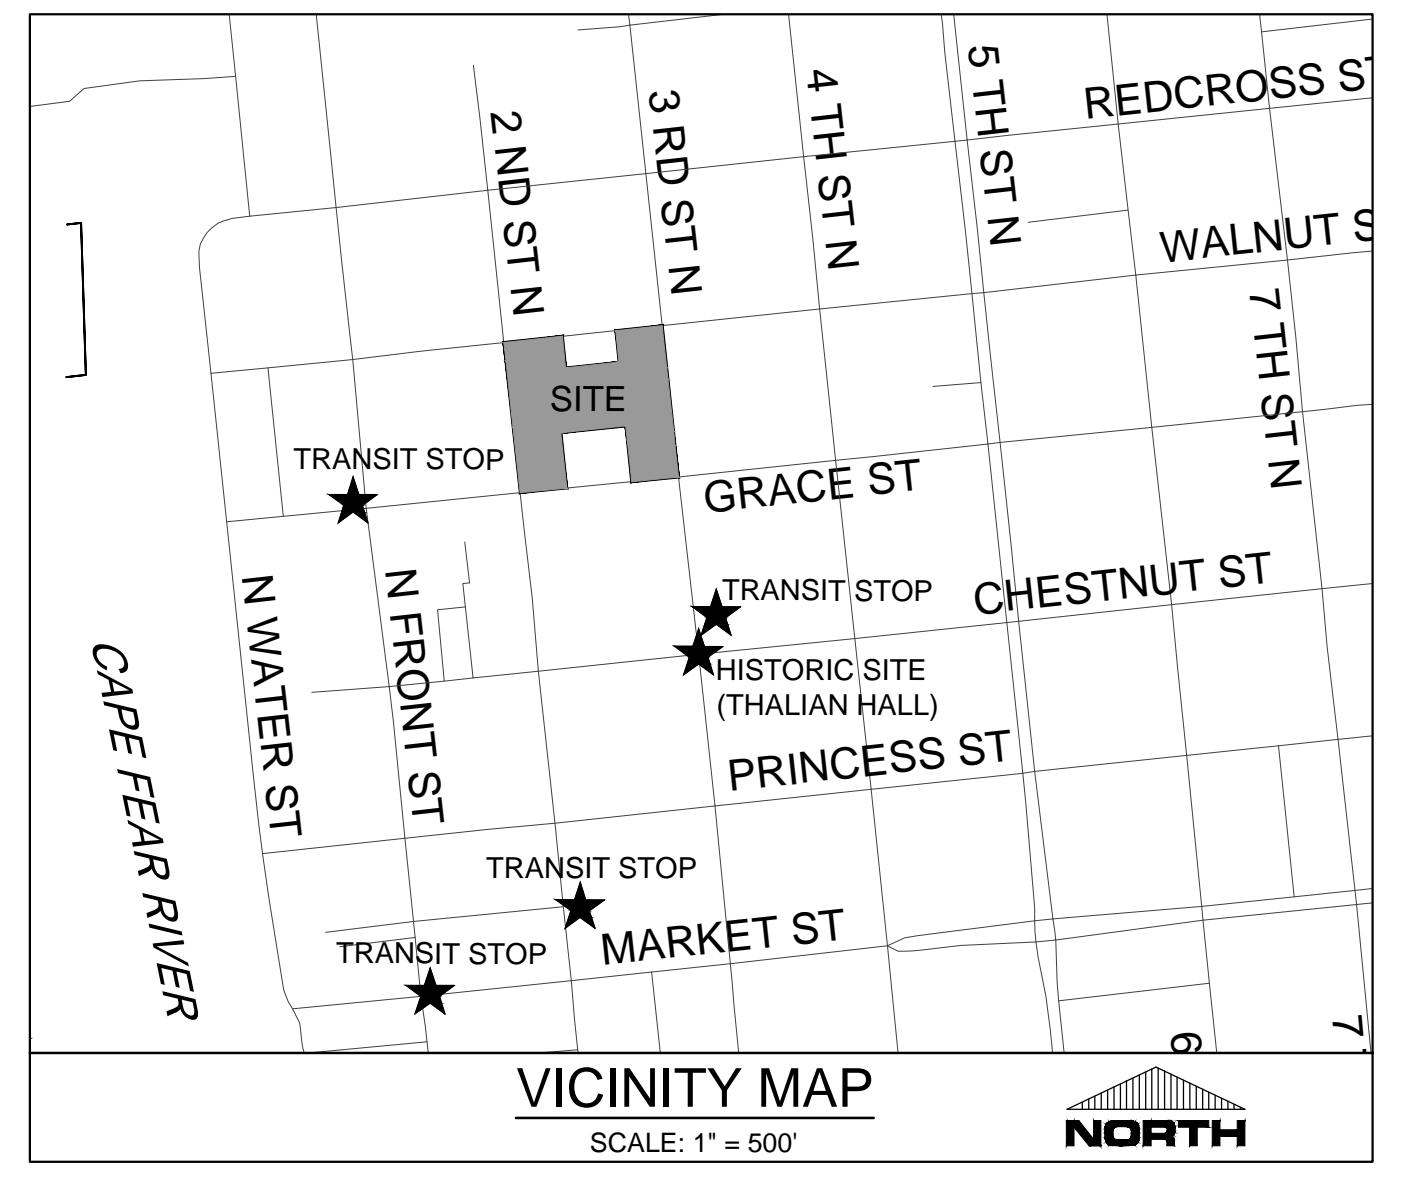 2 ND ST N
3 RD ST N
4 TH ST N
5 TH ST N
REDCROSS ST
WALNUT S
7 TH ST N
SITE
TRANSIT STOP
GRACE ST
N WATER ST
N FRONT ST
TRANSIT STOP
CHESTNUT ST
HISTORIC SITE
(THALIAN HALL)
CAPE FEAR RIVER
PRINCESS ST
TRANSIT STOP
MARKET ST
TRANSIT STOP
6
7
VICINITY MAP
SCALE: 1" = 500'
NORTH